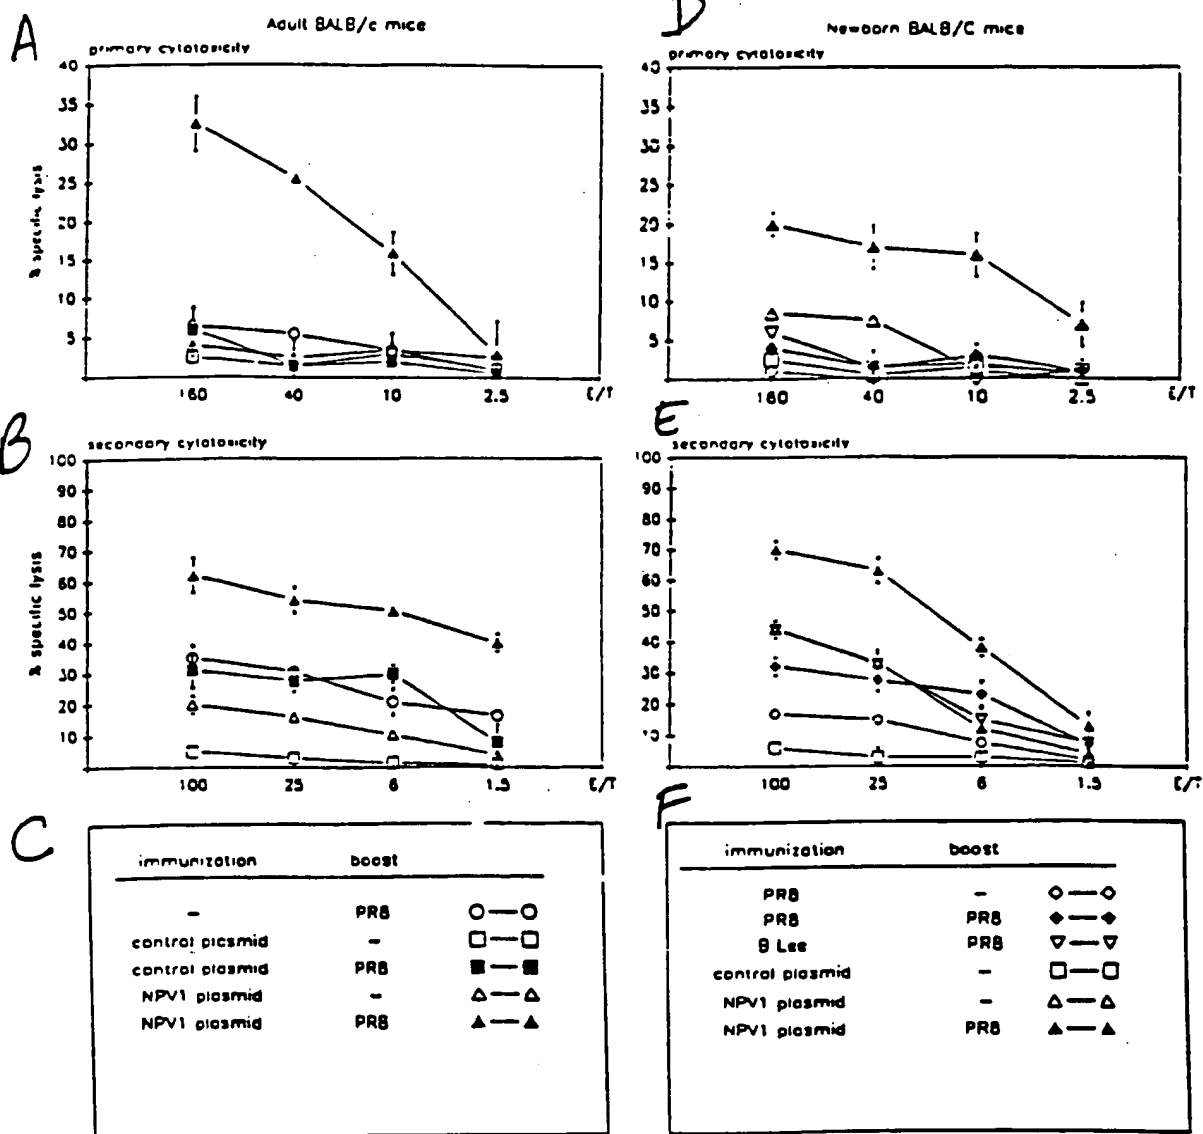 A
Adult BALB/c mice
primary cytotoxicity
40
35
30
25
20
15
10
5
% specific lysis
160 40 10 2.5 E/T
D
Newborn BALB/C mice
primary cytotoxicity
40
35
30
25
20
15
10
5
160 40 10 2.5 E/T
B
secondary cytotoxicity
100
90
80
70
60
50
40
30
20
10
% specific lysis
100 25 6 1.5 E/T
E
secondary cytotoxicity
100
90
80
70
60
50
40
30
20
10
100 25 6 1.5 E/T
C
immunization boost
– PR8
control plasmid –
control plasmid PR8
NPV1 plasmid –
NPV1 plasmid PR8
F
immunization boost
PR8 –
PR8 PR8
B Lee PR8
control plasmid –
NPV1 plasmid –
NPV1 plasmid PR8